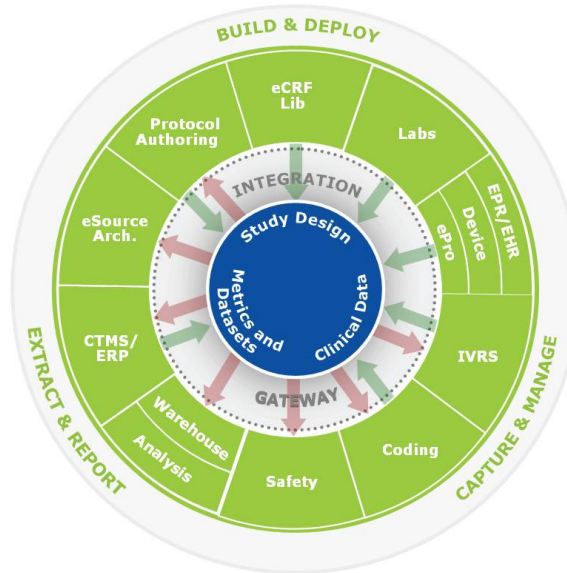 BUILD & DEPLOY
eCRF
Lib
Protocol
Authoring
Labs
eSource
Arch.
INTEGRATION
Study Design
Metrics and
Datasets
Clinical Data
GATEWAY
ePro
Device
EPR/EHR
CTMS/
ERP
IVRS
Warehouse
Analysis
Safety
Coding
EXTRACT & REPORT
CAPTURE & MANAGE